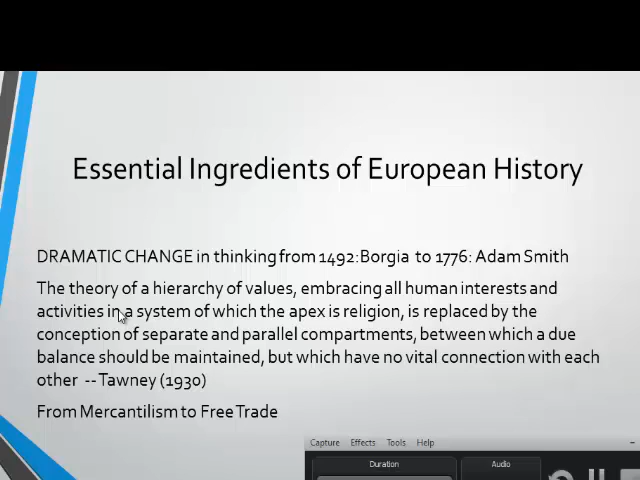 Essential Ingredients of European History
DRAMATIC CHANGE in thinking from 1492:Borgia to 1776: Adam Smith
The theory of a hierarchy of values, embracing all human interests and
activities in a system of which the apex is religion, is replaced by the
conception of separate and parallel compartments, between which a due
balance should be maintained, but which have no vital connection with each
other --Tawney (1930)
From Mercantilism to Free Trade
Capture Effects Tools Help
Duration Audio